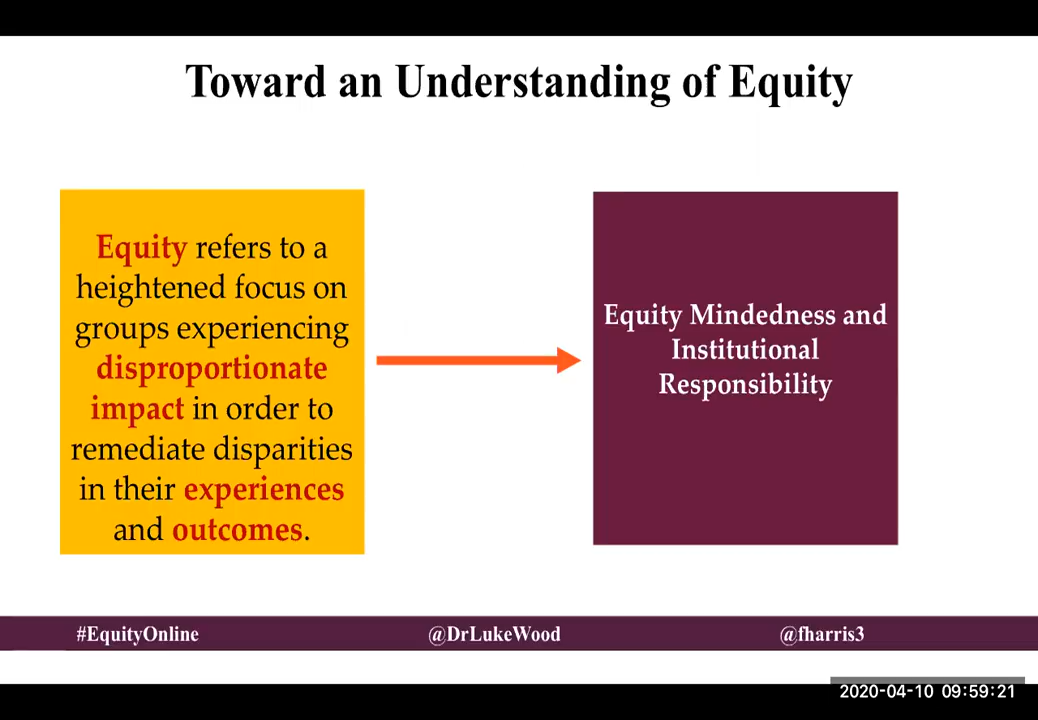 Toward an Understanding of Equity
Equity refers to a
heightened focus on
groups experiencing
disproportionate
impact in order to
remediate disparities
in their experiences
and outcomes.
Equity Mindedness and
Institutional
Responsibility
#EquityOnline
@DrLukeWood
@fharris3
2020-04-10 09:59:21